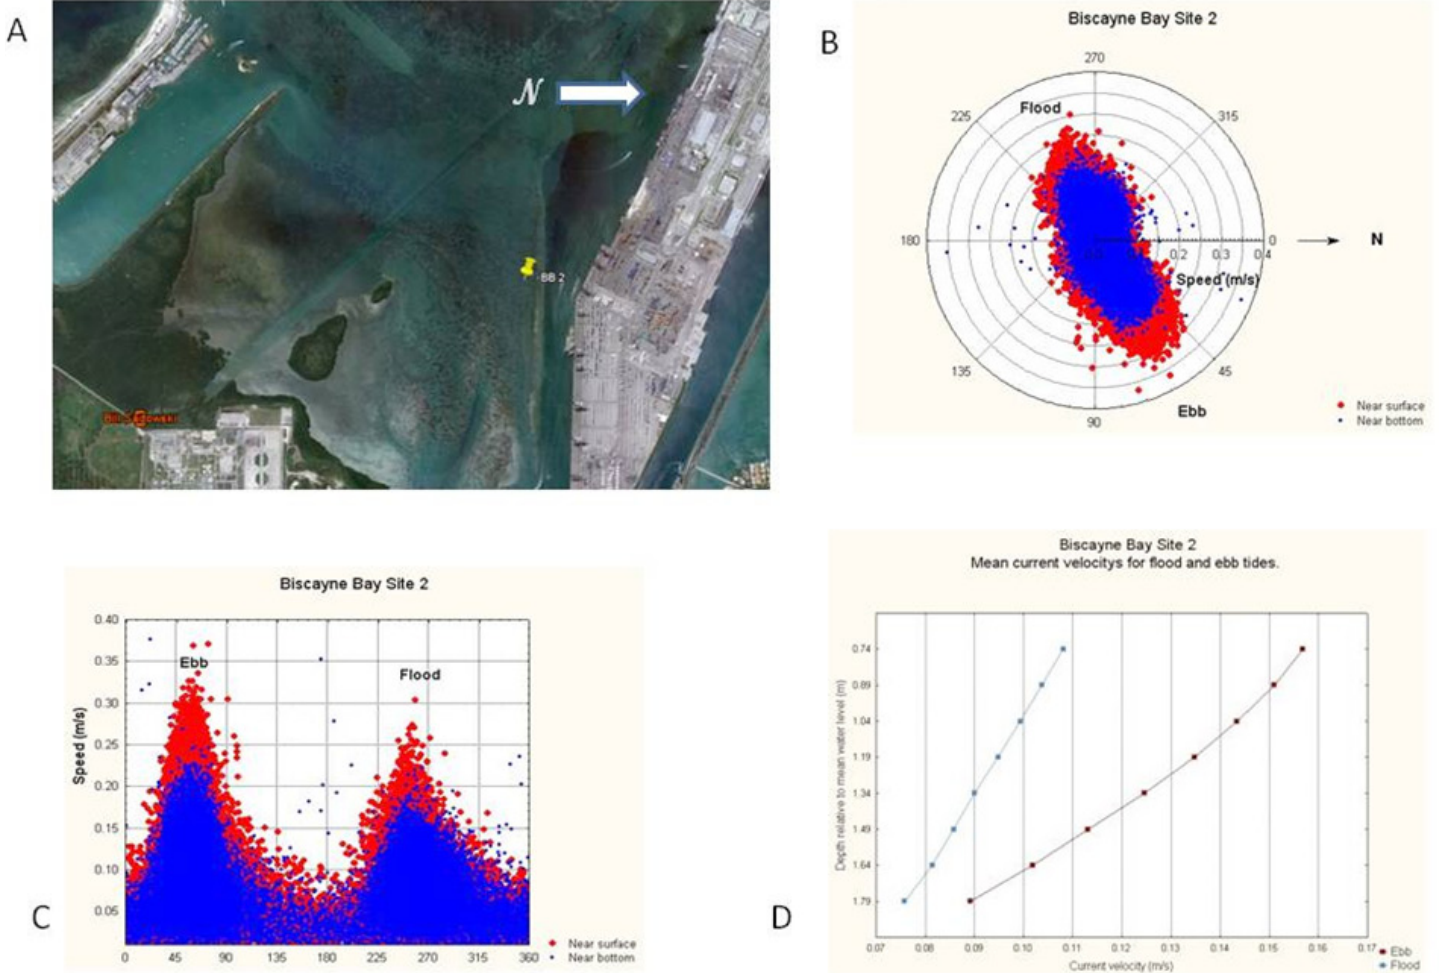 A
N
BB 2
B
Biscayne Bay Site 2
270
Flood
225
315
180
0.0
0.1
0.2
0.3
0.4
0
N
Speed (m/s)
135
45
Ebb
90
Near surface
Near bottom
C
Biscayne Bay Site 2
Speed (m/s)
0.40
0.35
0.30
0.25
0.20
0.15
0.10
0.05
Ebb
Flood
0 45 90 135 180 225 270 315 360
Near surface
Near bottom
D
Biscayne Bay Site 2
Mean current velocitys for flood and ebb tides.
Depth relative to mean water level (m)
0.74
0.89
1.04
1.19
1.34
1.49
1.64
1.79
0.07 0.08 0.09 0.10 0.11 0.12 0.13 0.14 0.15 0.16 0.17
Current velocity (m/s)
Ebb
Flood